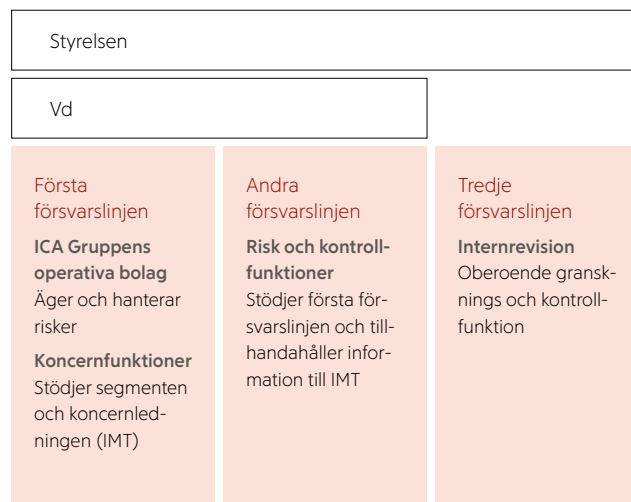 Styrelsen
Vd
Första
försvarslinjen
ICA Gruppens
operativa bolag
Äger och hanterar
risker
Koncernfunktioner
Stödjer segmenten
och koncernled-
ningen (IMT)
Andra
försvarslinjen
Risk och kontroll-
funktioner
Stödjer första för-
svarslinjen och till-
handahåller infor-
mation till IMT
Tredje
försvarslinjen
Internrevision
Oberoende gransk-
nings och kontroll-
funktion